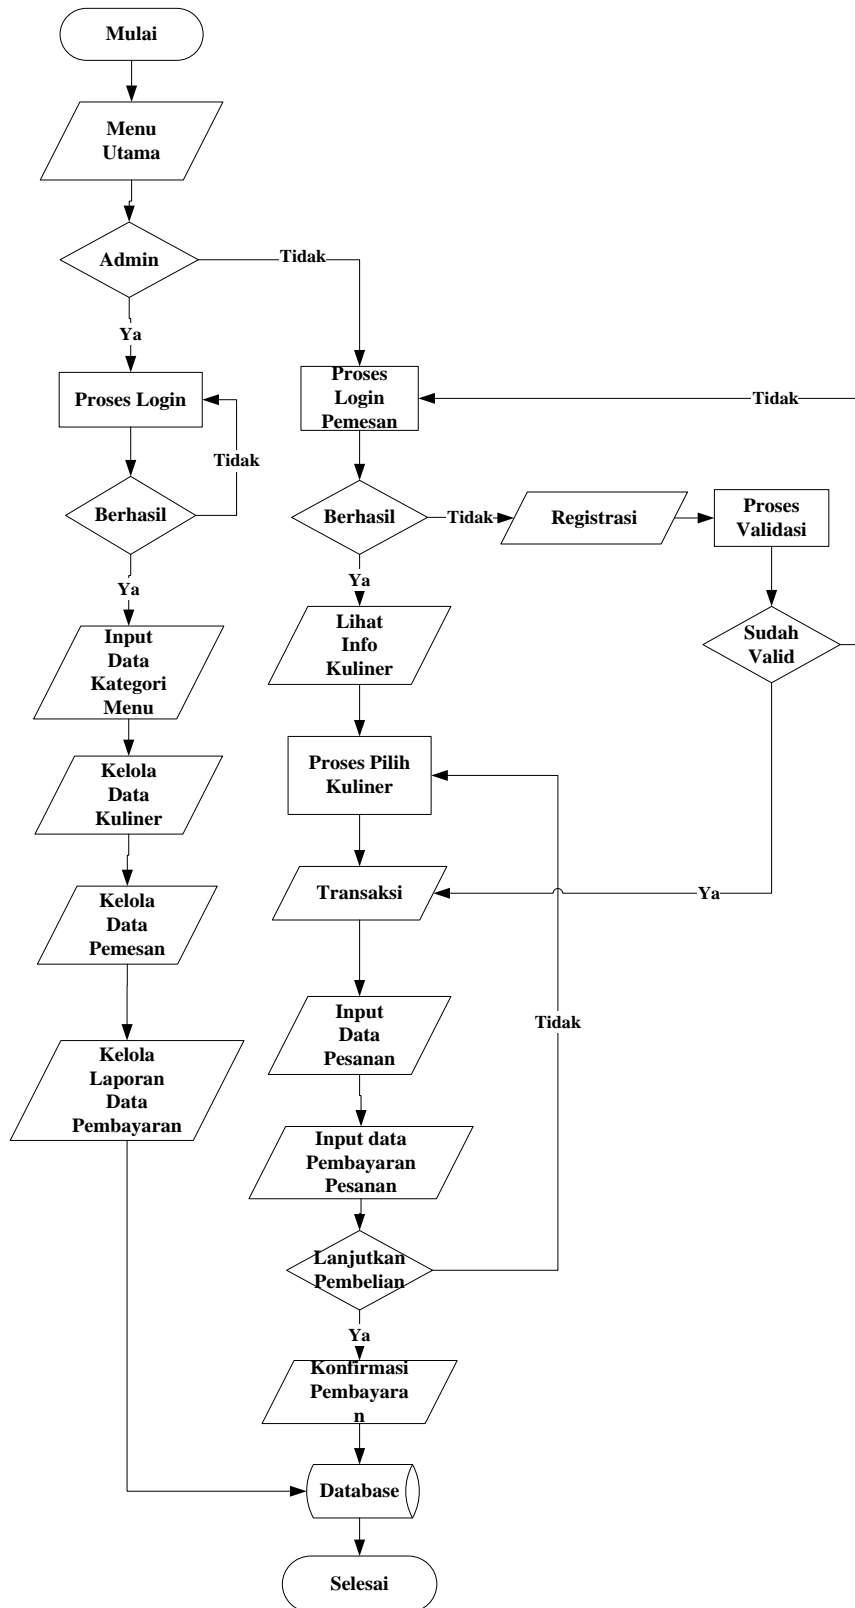 Mulai
Menu
Utama
Admin
Tidak
Ya
Proses Login
Tidak
Berhasil
Ya
Input
Data
Kategori
Menu
Kelola
Data
Kuliner
Kelola
Data
Pemesan
Kelola
Laporan
Data
Pembayaran
Proses
Login
Pemesan
Tidak
Berhasil
Tidak
Registrasi
Proses
Validasi
Sudah
Valid
Ya
Ya
Lihat
Info
Kuliner
Proses Pilih
Kuliner
Transaksi
Input
Data
Pesanan
Input data
Pembayaran
Pesanan
Lanjutkan
Pembelian
Tidak
Ya
Konfirmasi
Pembayara
n
Database
Selesai